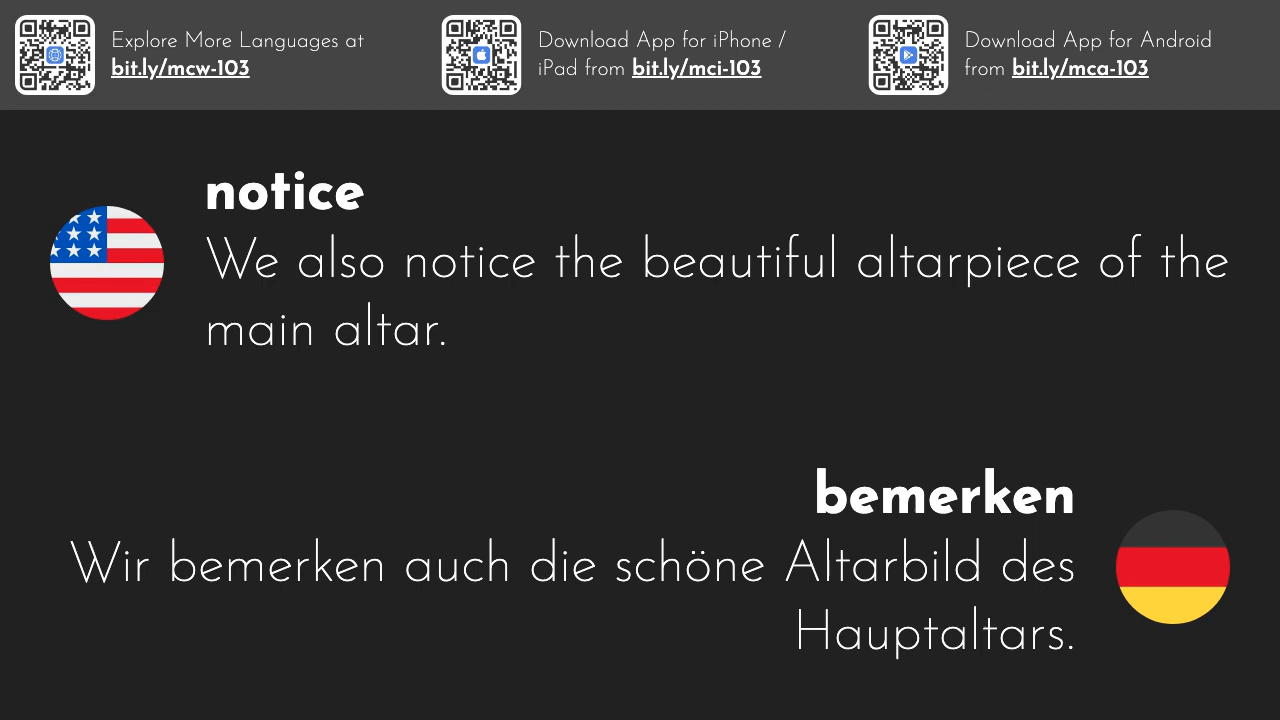 Explore More Languages at
bit.ly/mcw-103
Download App for iPhone /
iPad from bit.ly/mci-103
Download App for Android
from bit.ly/mca-103
notice
We also notice the beautiful altarpiece of the
main altar.
bemerken
Wir bemerken auch die schöne Altarbild des
Hauptaltars.